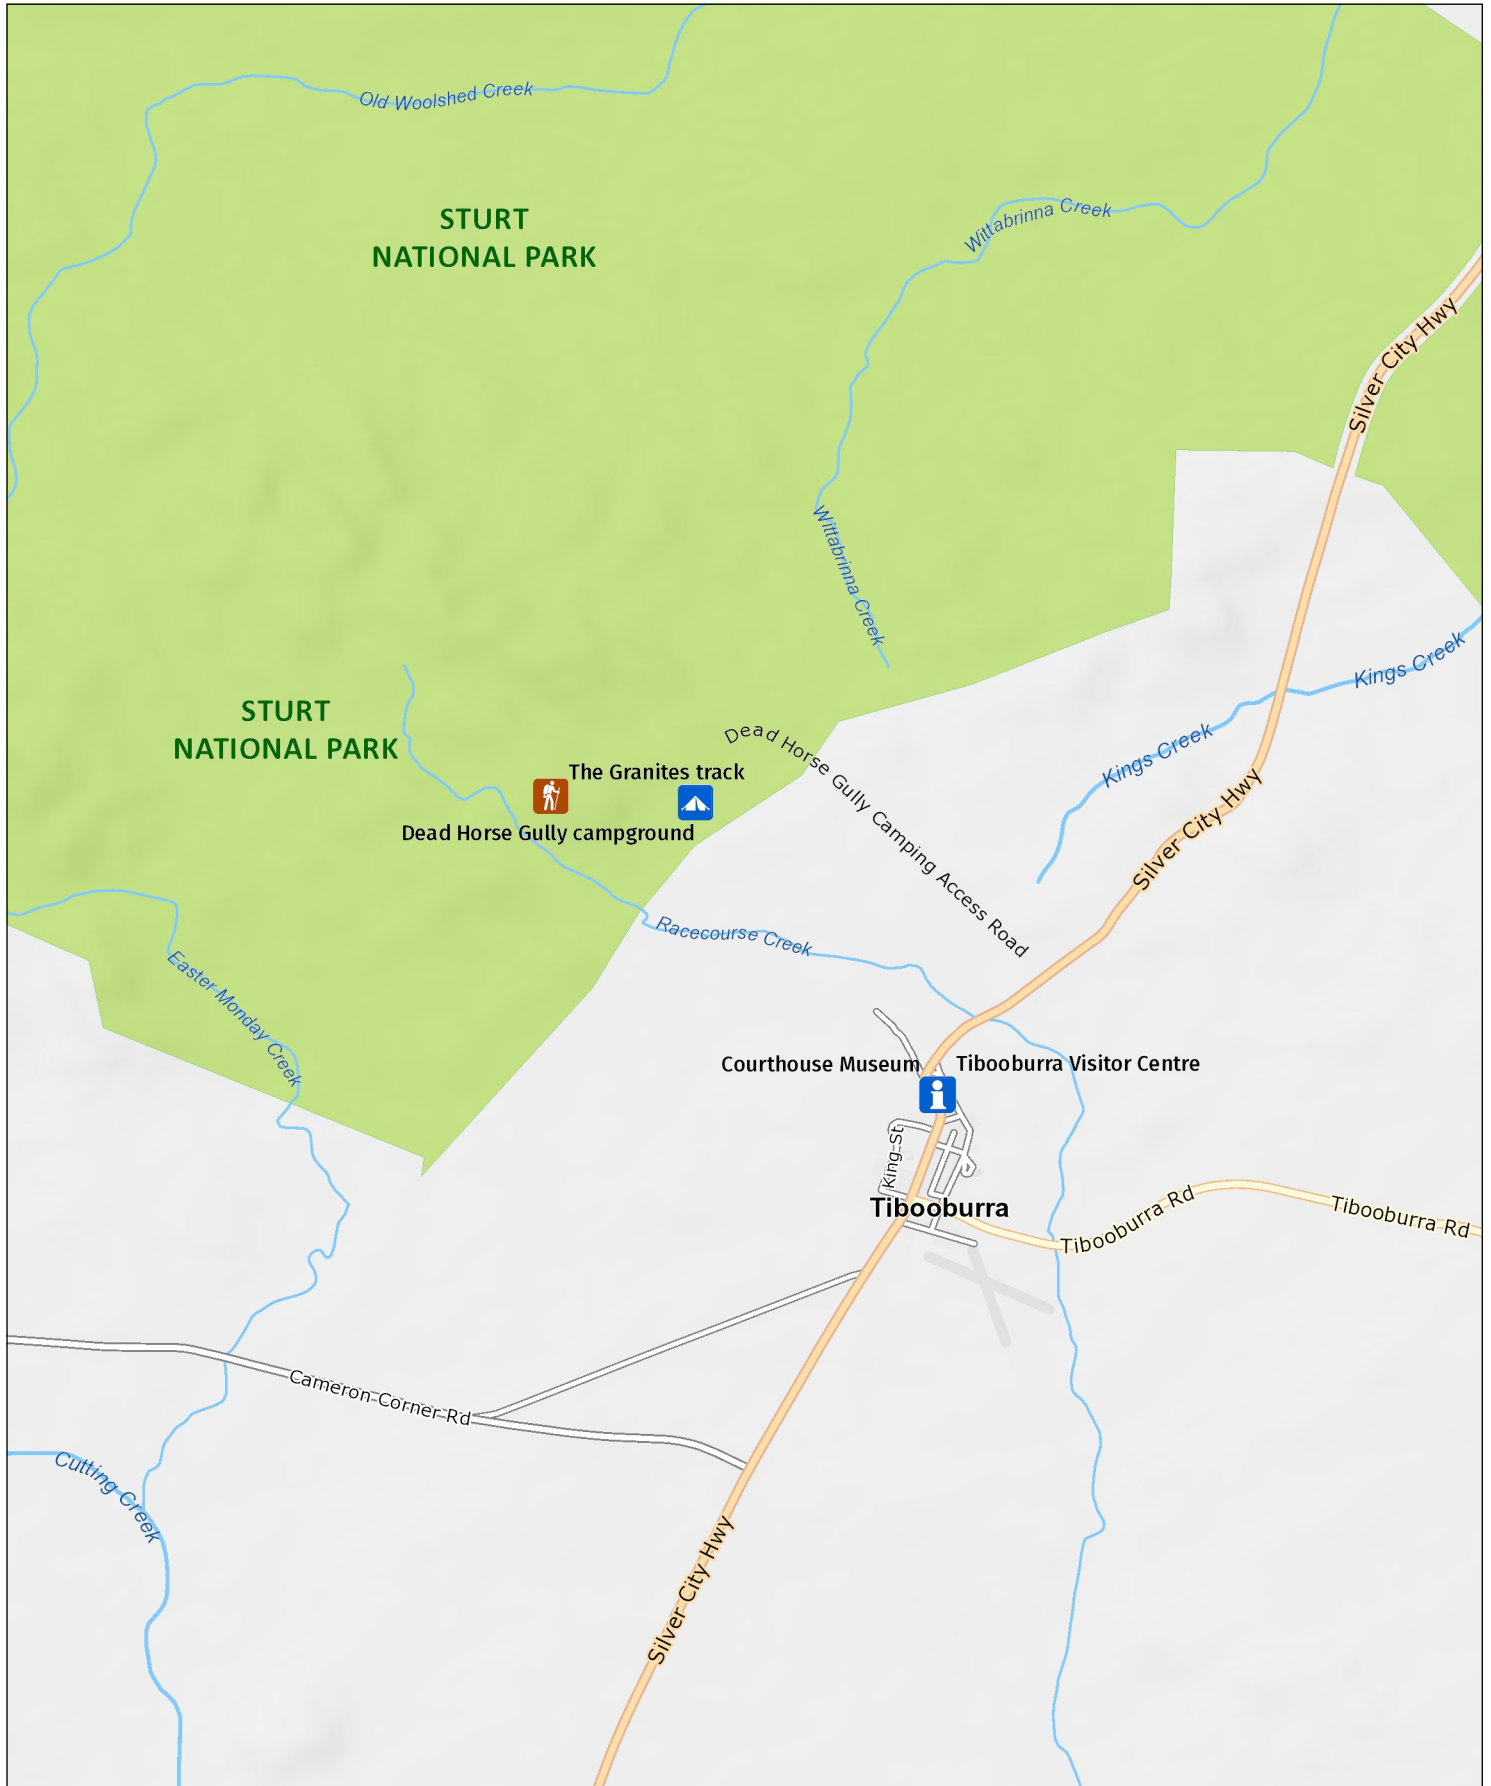 Old Woolshed Creek
STURT
NATIONAL PARK
Wittabrinna Creek
Silver City Hwy
Wittabrinna Creek
Kings Creek
STURT
NATIONAL PARK
Dead Horse Gully Camping Access Road
Kings Creek
The Granites track
Dead Horse Gully campground
Silver City Hwy
Racecourse Creek
Easter Monday Creek
Courthouse Museum
Tibooburra Visitor Centre
King St
Tibooburra
Tibooburra Rd
Tibooburra Rd
Cameron Corner Rd
Cutting Creek
Silver City Hwy